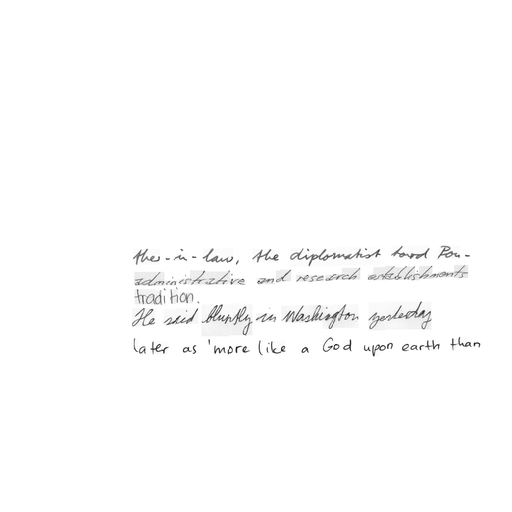 ther-in-law, the diplomatist Lord Pon-
administrative and research establishments
tradition.
He said bluntly in Washington yesterday
later as 'more like a God upon earth than